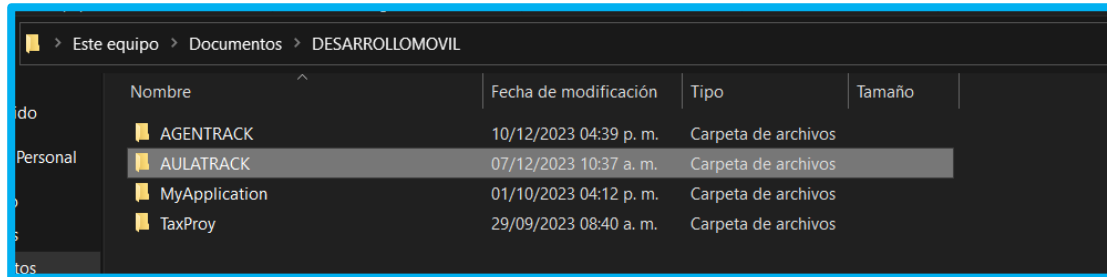 Este equipo > Documentos > DESARROLLOMOVIL
Nombre Fecha de modificación Tipo Tamaño
ido
AGENTRACK 10/12/2023 04:39 p. m. Carpeta de archivos
Personal
AULATRACK 07/12/2023 10:37 a. m. Carpeta de archivos
MyApplication 01/10/2023 04:12 p. m. Carpeta de archivos
TaxProy 29/09/2023 08:40 a. m. Carpeta de archivos
tos